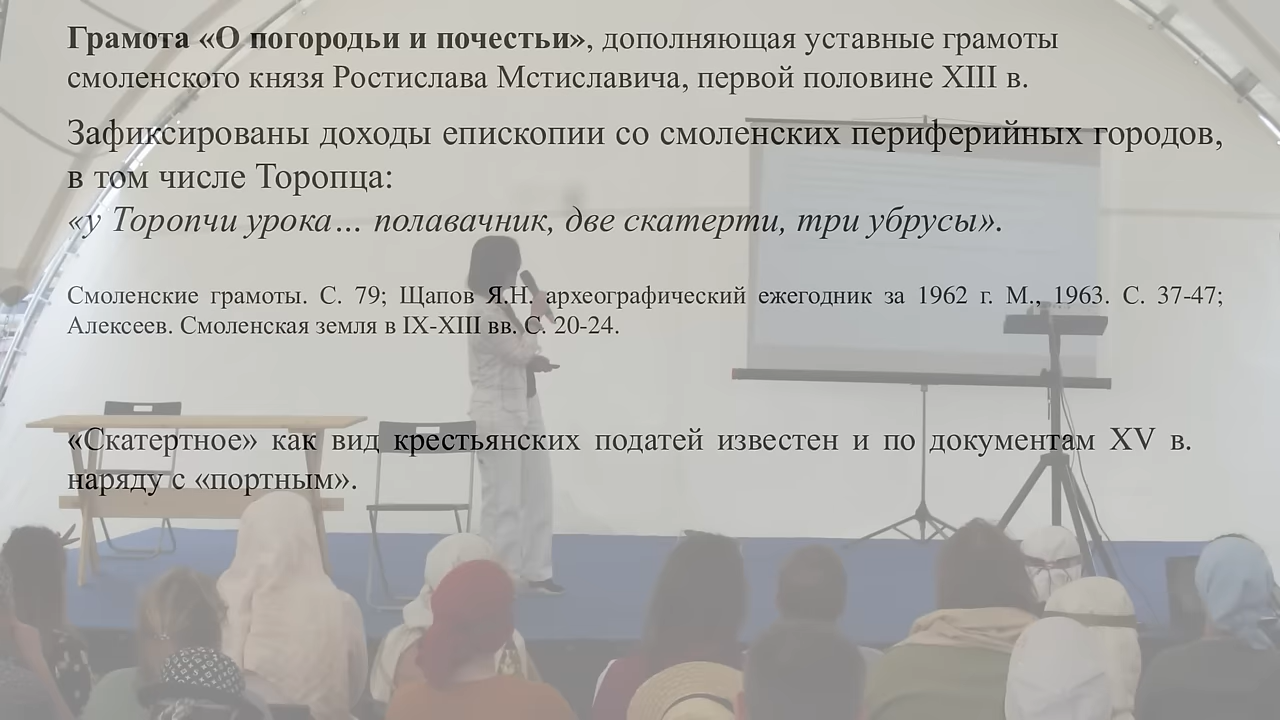 Грамота «О погородьи и почестьи», дополняющая уставные грамоты
смоленского князя Ростислава Мстиславича, первой половине XIII в.
Зафиксированы доходы епископии со смоленских периферийных городов,
в том числе Торопца:
«у Торопчи урока… полавачник, две скатерти, три убрусы».
Смоленские грамоты. С. 79; Щапов Я.Н. археографический ежегодник за 1962 г. М., 1963. С. 37-47;
Алексеев. Смоленская земля в IX-XIII вв. С. 20-24.
«Скатертное» как вид крестьянских податей известен и по документам XV в.
наряду с «портным».